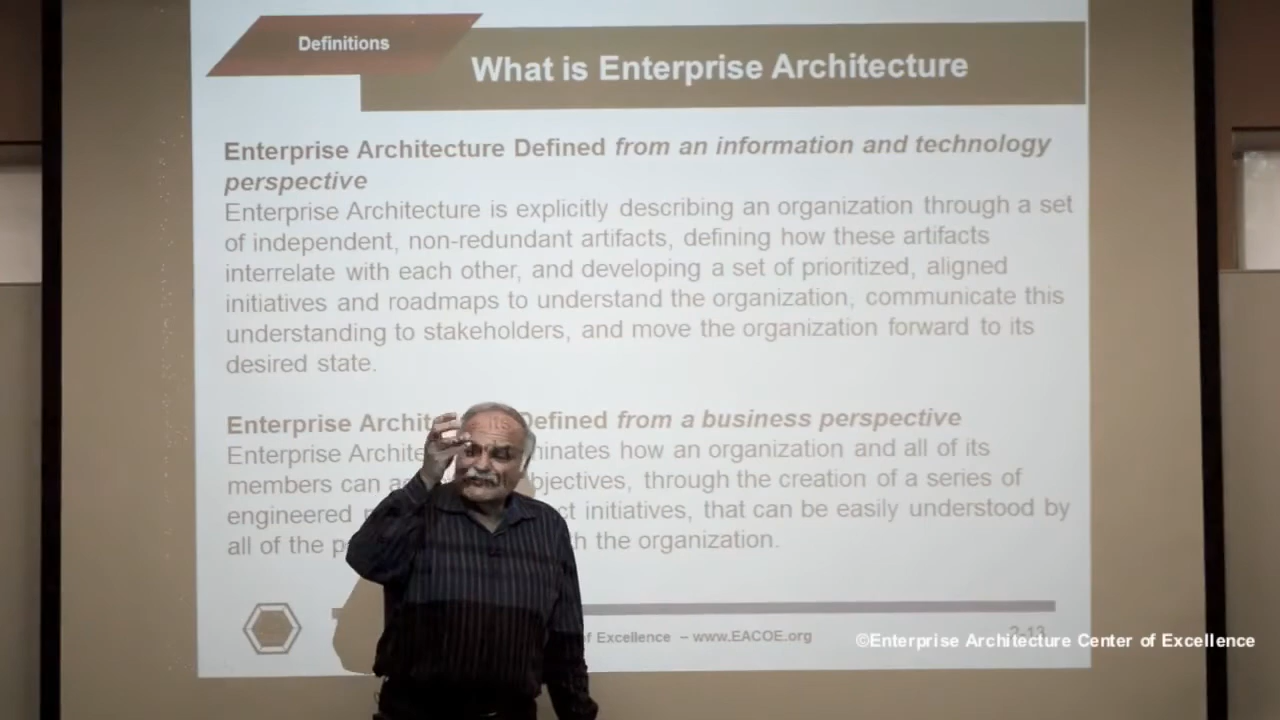 Definitions
What is Enterprise Architecture
Enterprise Architecture Defined from an information and technology
perspective
Enterprise Architecture is explicitly describing an organization through a set
of independent, non-redundant artifacts, defining how these artifacts
interrelate with each other, and developing a set of prioritized, aligned
initiatives and roadmaps to understand the organization, communicate this
understanding to stakeholders, and move the organization forward to its
desired state.
Enterprise Defined from a business perspective
Enterprise how an organization and all of its
members can through the creation of a series of
engineered initiatives, that can be easily understood by
all of the the organization.
of Excellence – www.EACOE.org
2-13
©Enterprise Architecture Center of Excellence